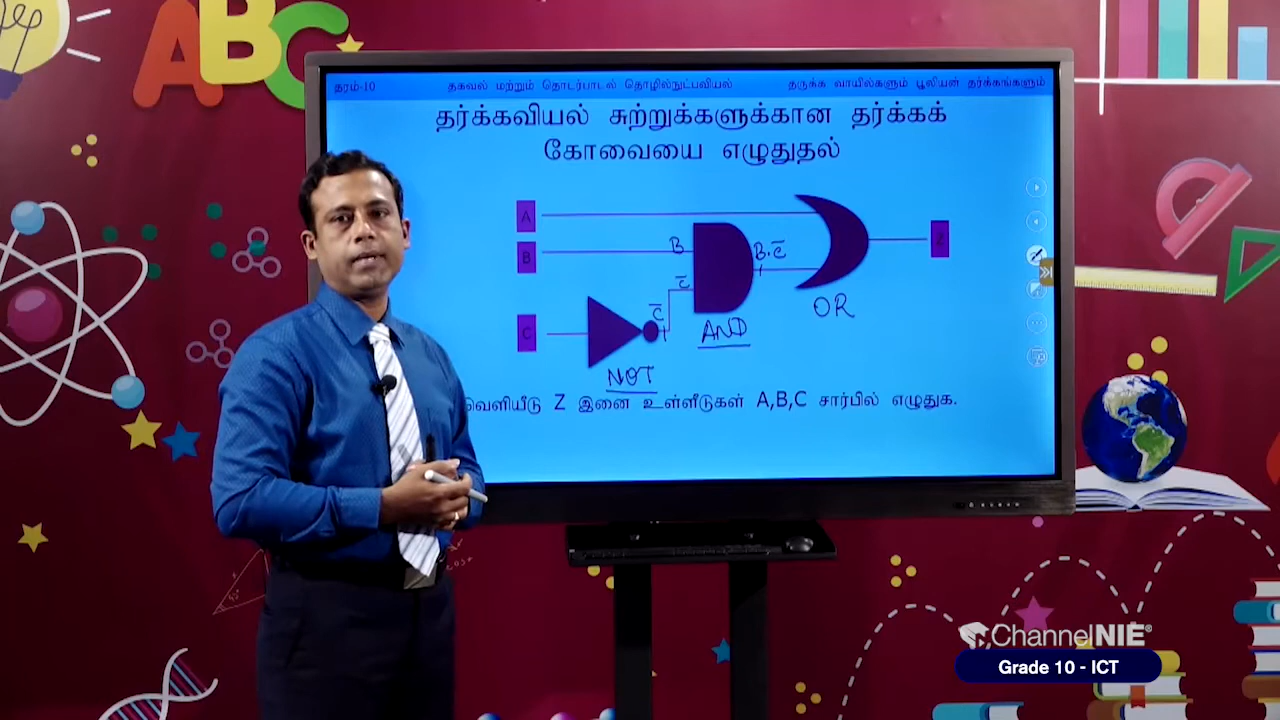 ABC
தரம்-10 தகவல் மற்றும் தொடர்பாடல் தொழில்நுட்பவியல் தருக்க வாயில்களும் பூலியன் தர்க்கங்களும்
தர்க்கவியல் சுற்றுக்களுக்கான தர்க்கக்
கோவையை எழுதுதல்
A
B B B.C̅ Z
C̅
C C̅
AND OR
NOT
வெளியீடு Z இனை உள்ளீடுகள் A,B,C சார்பில் எழுதுக.
ChannelNIE®
Grade 10 - ICT